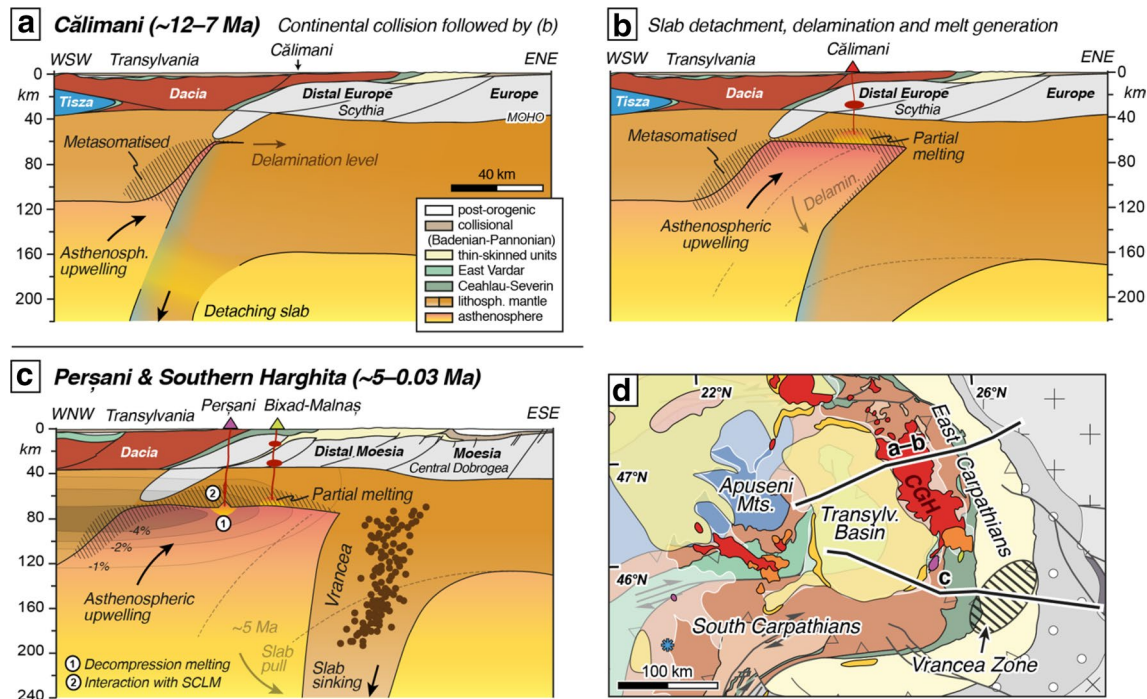 a Călimani (~12–7 Ma) Continental collision followed by (b)
WSW Transylvania Călimani ENE
0
km
40
80
120
160
200
Tisza
Dacia
Distal Europe
Scythia
Europe
MOHO
Metasomatised
Delamination level
40 km
Asthenosph.
upwelling
Detaching slab
post-orogenic
collisional
(Badenian-Pannonian)
thin-skinned units
East Vardar
Ceahlau-Severin
lithosph. mantle
asthenosphere
b Slab detachment, delamination and melt generation
WSW Transylvania Călimani ENE
0
km
40
80
120
160
200
Tisza
Dacia
Distal Europe
Scythia
Europe
Metasomatised
Partial
melting
Delamin.
Asthenospheric
upwelling
c Perșani & Southern Harghita (~5–0.03 Ma)
WNW Transylvania Perșani Bixad-Malnaș ESE
0
km
40
70
120
160
200
240
Dacia
Distal Moesia
Moesia
Central Dobrogea
2
Partial melting
1
-4%
-2%
-1%
Vrancea
Asthenospheric
upwelling
~5 Ma
Slab
pull
Slab
sinking
1 Decompression melting
2 Interaction with SCLM
d
22°N
26°N
47°N
46°N
a–b
East Carpathians
CGH
Apuseni
Mts.
Transylv.
Basin
c
South Carpathians
Vrancea Zone
100 km